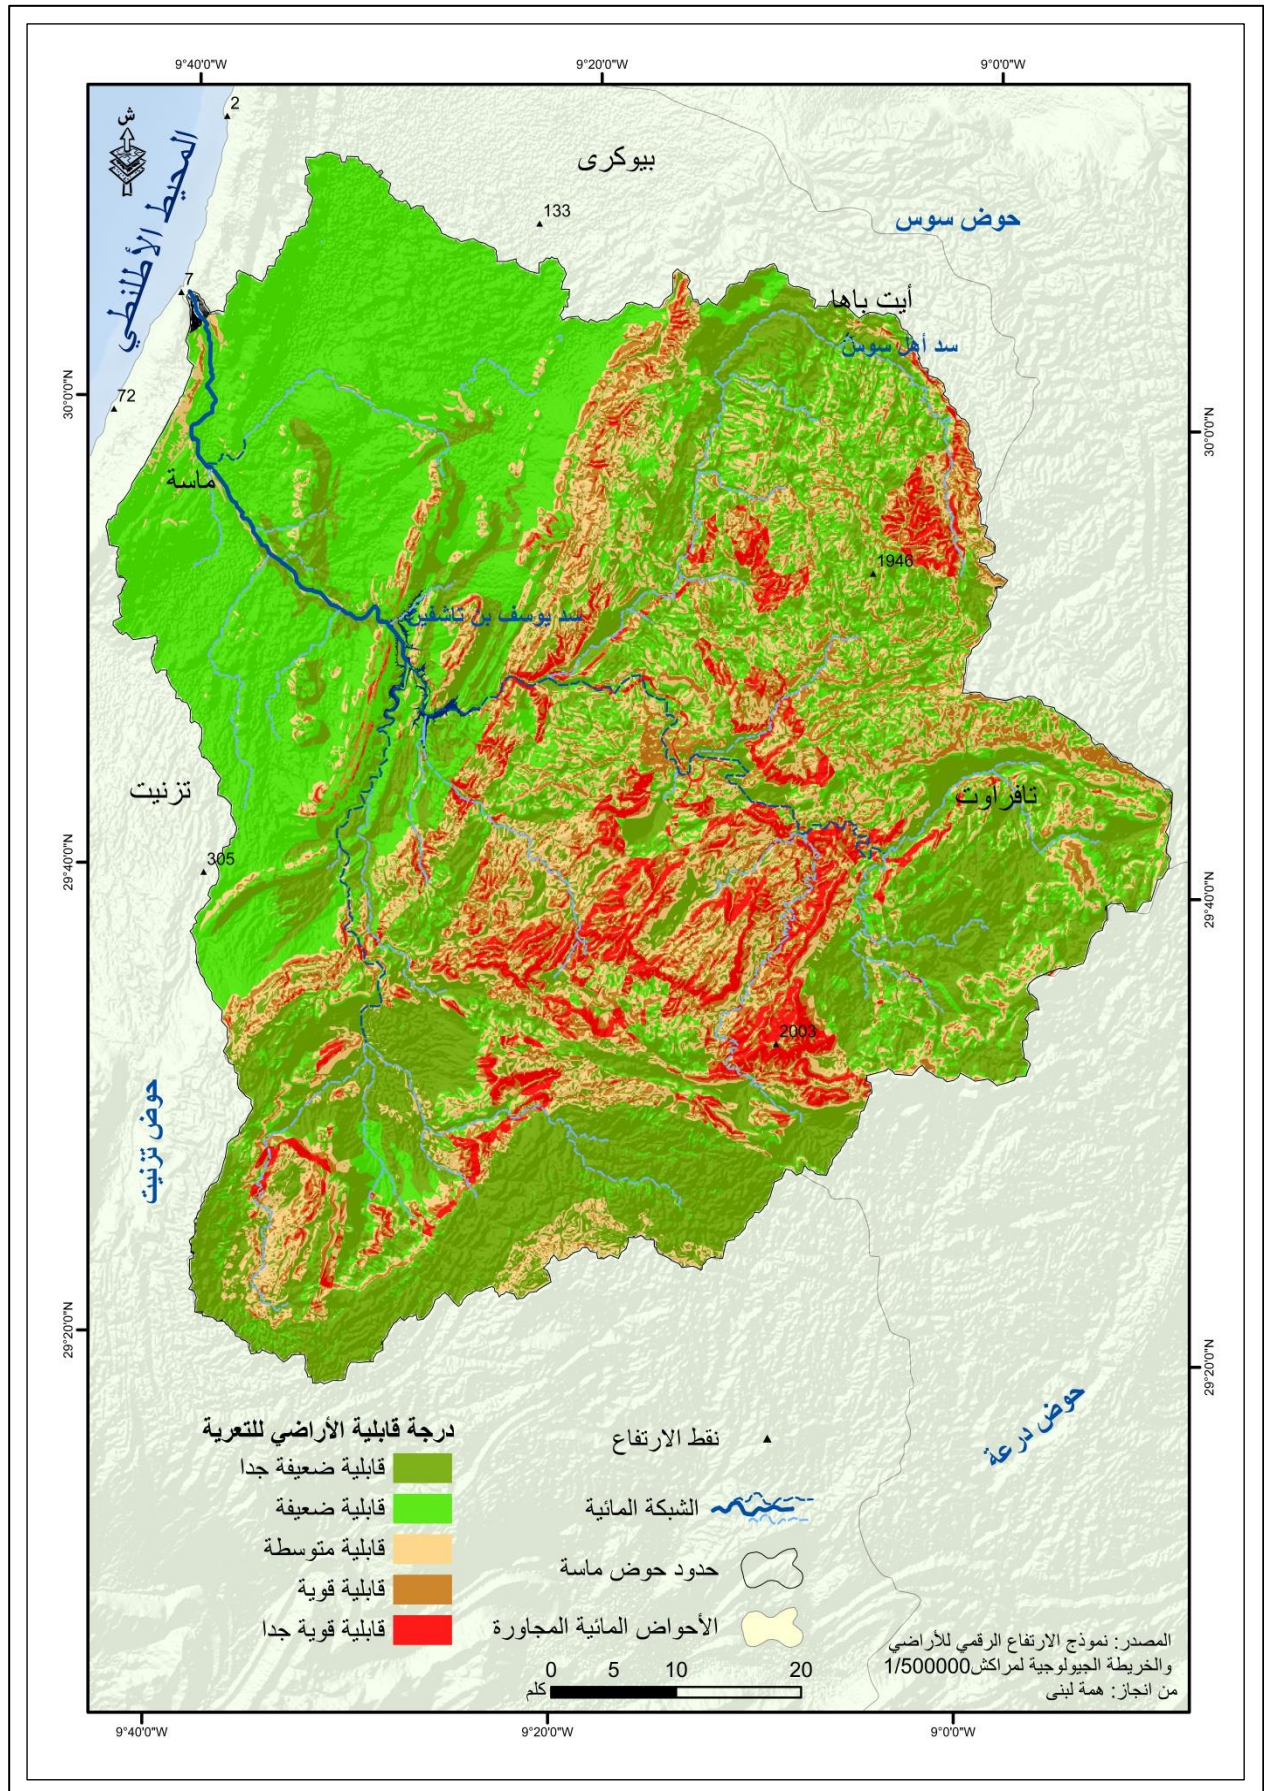 9°40'0"W
9°20'0"W
9°0'0"W
ش
2
المحيط الأطلنطي
بيوكرى
133
حوض سوس
7
أيت باها
سد أهل سوس
72
30°0'0"N
30°0'0"N
ماسة
1946
سد يوسف بن تاشفين
تزنيت
تافراوت
305
29°40'0"N
29°40'0"N
2003
حوض تزنيت
29°20'0"N
29°20'0"N
حوض درعة
درجة قابلية الأراضي للتعرية
قابلية ضعيفة جدا
قابلية ضعيفة
قابلية متوسطة
قابلية قوية
قابلية قوية جدا
نقط الارتفاع
الشبكة المائية
حدود حوض ماسة
الأحواض المائية المجاورة
0 5 10 20
كلم
المصدر: نموذج الارتفاع الرقمي للأراضي
والخريطة الجيولوجية لمراكش1/500000
من انجاز: همة لبنى
9°40'0"W
9°20'0"W
9°0'0"W